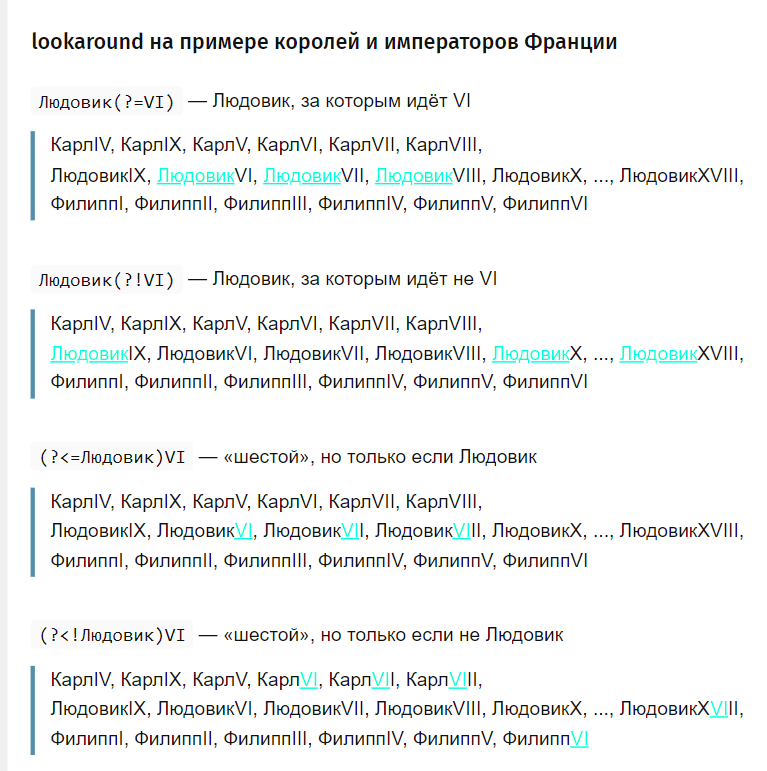 lookaround на примере королей и императоров Франции
Людовик(?=VI) — Людовик, за которым идёт VI
КарлIV, КарлIX, КарлV, КарлVI, КарлVII, КарлVIII,
ЛюдовикIX, ЛюдовикVI, ЛюдовикVII, ЛюдовикVIII, ЛюдовикX, ..., ЛюдовикXVIII,
ФилиппI, ФилиппII, ФилиппIII, ФилиппIV, ФилиппV, ФилиппVI
Людовик(?!VI) — Людовик, за которым идёт не VI
КарлIV, КарлIX, КарлV, КарлVI, КарлVII, КарлVIII,
ЛюдовикIX, ЛюдовикVI, ЛюдовикVII, ЛюдовикVIII, ЛюдовикX, ..., ЛюдовикXVIII,
ФилиппI, ФилиппII, ФилиппIII, ФилиппIV, ФилиппV, ФилиппVI
(?<=Людовик)VI — «шестой», но только если Людовик
КарлIV, КарлIX, КарлV, КарлVI, КарлVII, КарлVIII,
ЛюдовикIX, ЛюдовикVI, ЛюдовикVII, ЛюдовикVIII, ЛюдовикX, ..., ЛюдовикXVIII,
ФилиппI, ФилиппII, ФилиппIII, ФилиппIV, ФилиппV, ФилиппVI
(?<!Людовик)VI — «шестой», но только если не Людовик
КарлIV, КарлIX, КарлV, КарлVI, КарлVII, КарлVIII,
ЛюдовикIX, ЛюдовикVI, ЛюдовикVII, ЛюдовикVIII, ЛюдовикX, ..., ЛюдовикXVIII,
ФилиппI, ФилиппII, ФилиппIII, ФилиппIV, ФилиппV, ФилиппVI